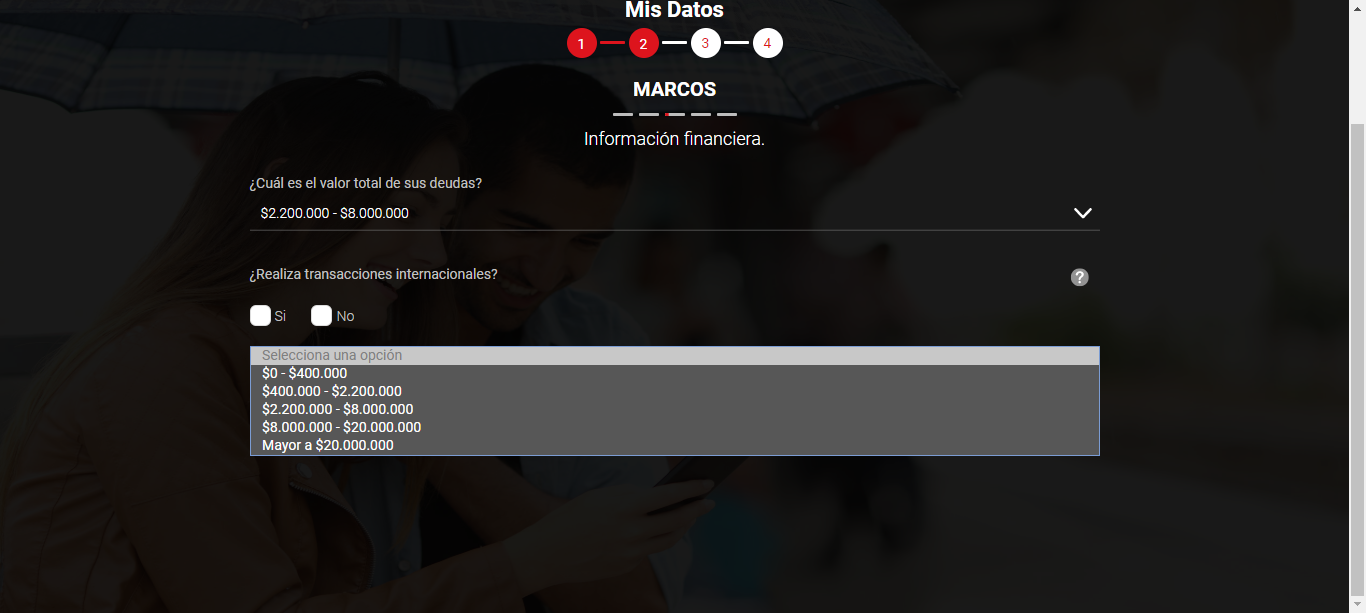 Mis Datos
1 2 3 4
MARCOS
Información financiera.
¿Cuál es el valor total de sus deudas?
$2.200.000 - $8.000.000
¿Realiza transacciones internacionales?
?
Si No
Selecciona una opción
$0 - $400.000
$400.000 - $2.200.000
$2.200.000 - $8.000.000
$8.000.000 - $20.000.000
Mayor a $20.000.000